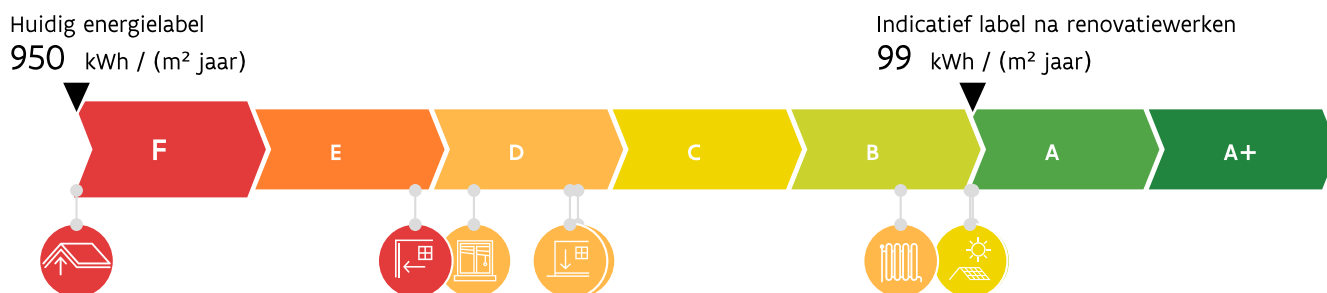 Huidig energielabel
950 kWh / (m² jaar)
Indicatief label na renovatiewerken
99 kWh / (m² jaar)
F E D C B A A+